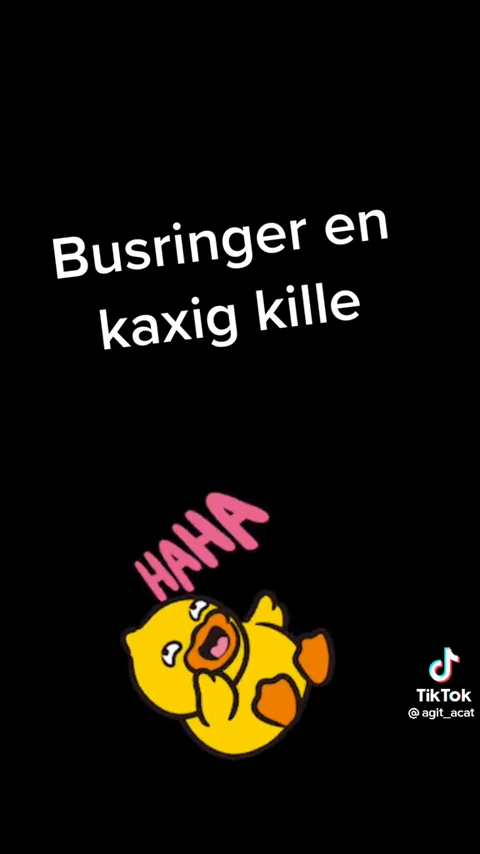 Busringer en
kaxig kille
HAHA
TikTok
@agit_acat